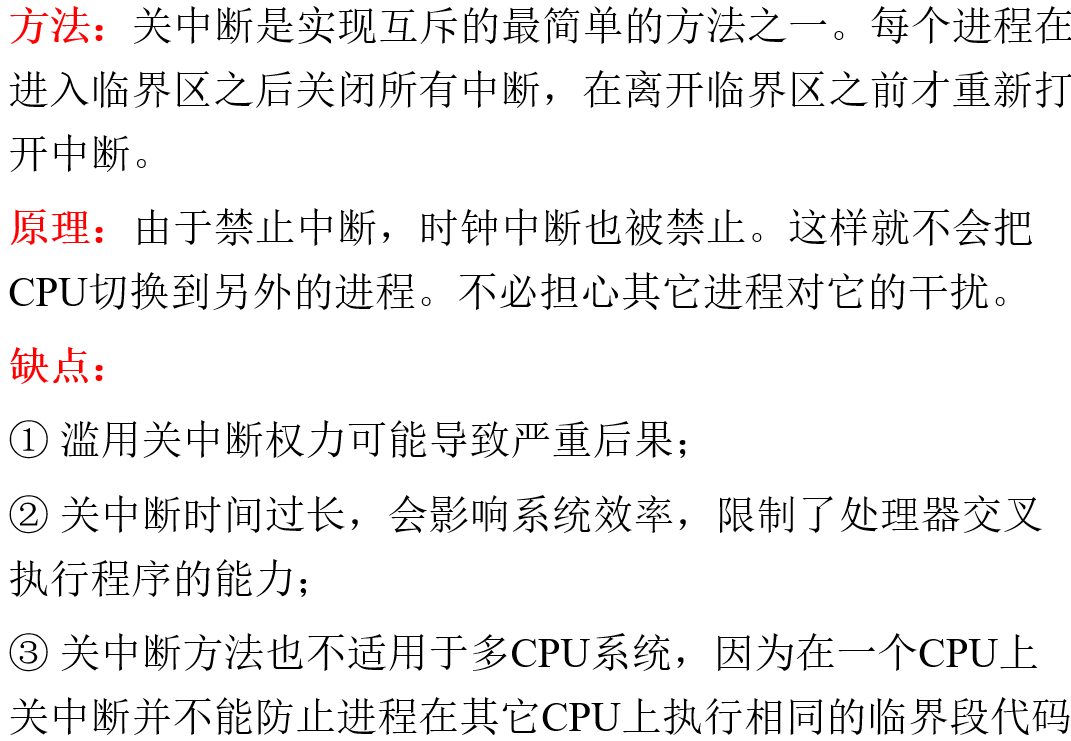 方法：关中断是实现互斥的最简单的方法之一。每个进程在
进入临界区之后关闭所有中断，在离开临界区之前才重新打
开中断。
原理：由于禁止中断，时钟中断也被禁止。这样就不会把
CPU切换到另外的进程。不必担心其它进程对它的干扰。
缺点：
① 滥用关中断权力可能导致严重后果；
② 关中断时间过长，会影响系统效率，限制了处理器交叉
执行程序的能力；
③ 关中断方法也不适用于多CPU系统，因为在一个CPU上
关中断并不能防止进程在其它CPU上执行相同的临界段代码